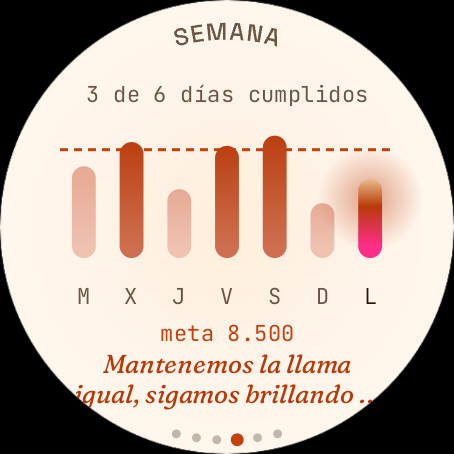 SEMANA
3 de 6 días cumplidos
M X J V S D L
meta 8.500
Mantenemos la llama
igual, sigamos brillando ...